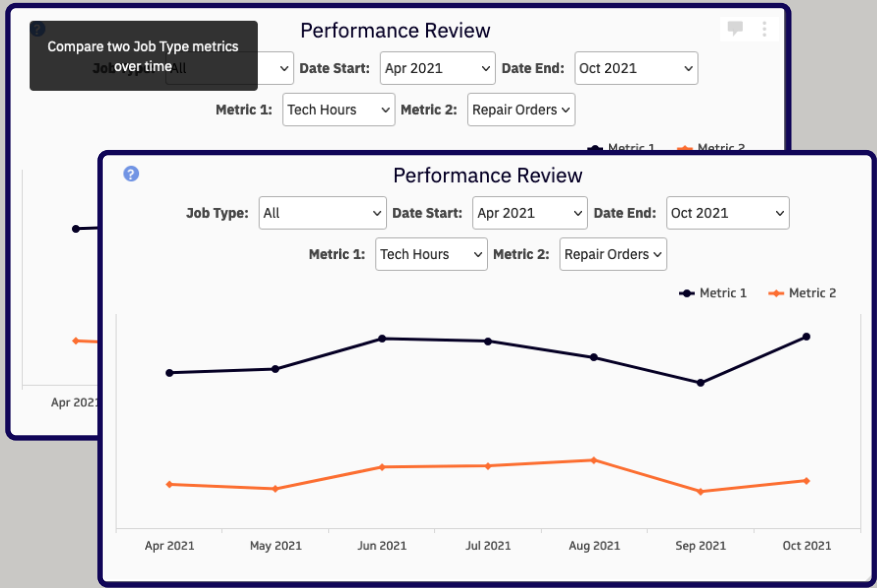 Performance Review
?
Compare two Job Type metrics
over time
Job Type: All Date Start: Apr 2021 Date End: Oct 2021
Metric 1: Tech Hours Metric 2: Repair Orders
Metric 1 Metric 2
Apr 2021
?
Performance Review
Job Type: All Date Start: Apr 2021 Date End: Oct 2021
Metric 1: Tech Hours Metric 2: Repair Orders
Metric 1 Metric 2
Apr 2021 May 2021 Jun 2021 Jul 2021 Aug 2021 Sep 2021 Oct 2021